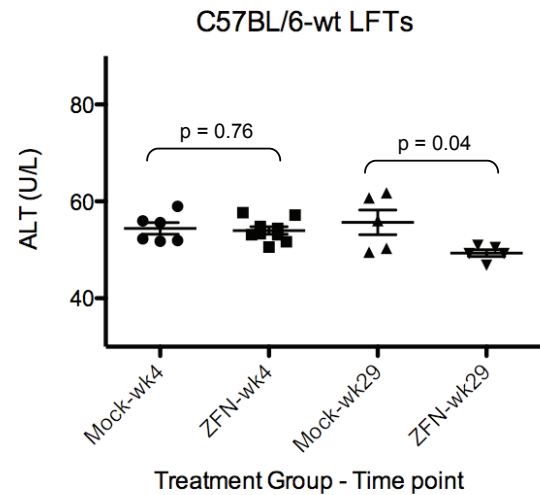 C57BL/6-wt LFTs
ALT (U/L)
80
60
40
p = 0.76
p = 0.04
Mock-wk4
ZFN-wk4
Mock-wk29
ZFN-wk29
Treatment Group - Time point